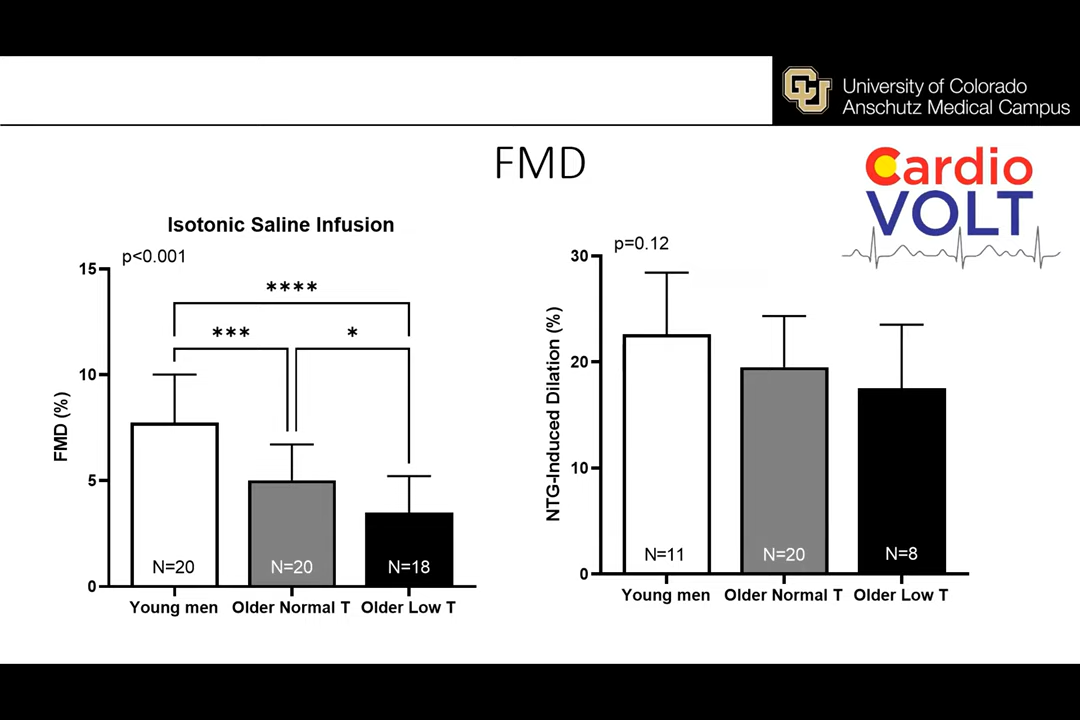 University of Colorado
Anschutz Medical Campus
FMD
Cardio
VOLT
Isotonic Saline Infusion
p<0.001
15
10
5
0
FMD (%)
****
***
*
N=20
N=20
N=18
Young men
Older Normal T
Older Low T
p=0.12
30
20
10
0
NTG-Induced Dilation (%)
N=11
N=20
N=8
Young men
Older Normal T
Older Low T